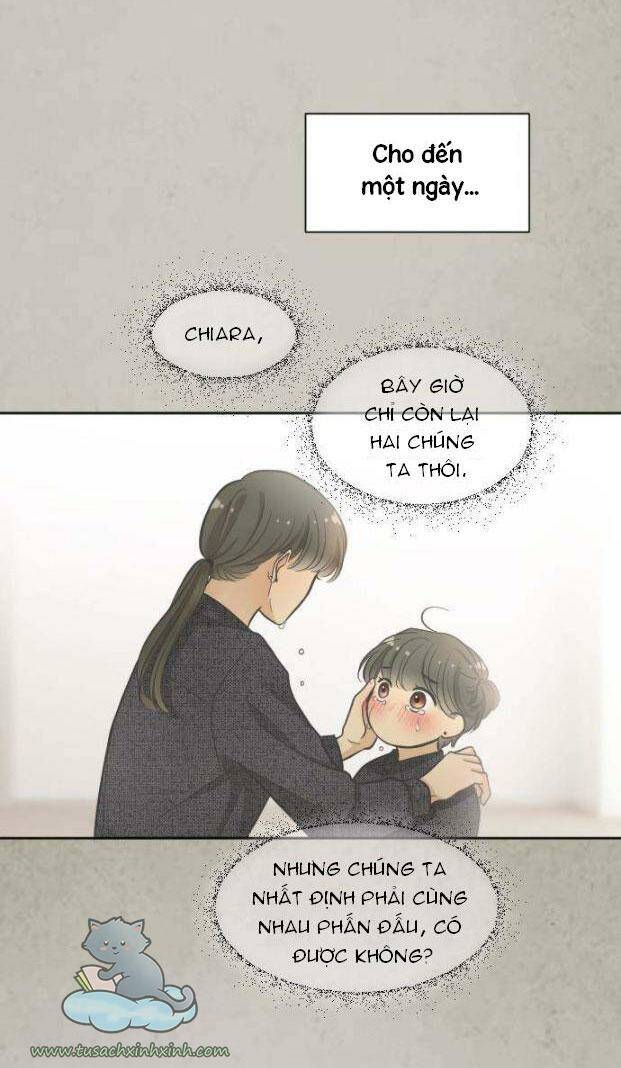 Cho đến
một ngày...
CHIARA,
BÂY GIỜ
CHỈ CÒN LẠI
HAI CHÚNG
TA THÔI.
NHƯNG CHÚNG TA
NHẤT ĐỊNH PHẢI CÙNG
NHAU PHẤN ĐẤU, CÓ
ĐƯỢC KHÔNG?
www.tusachxinhxinh.com